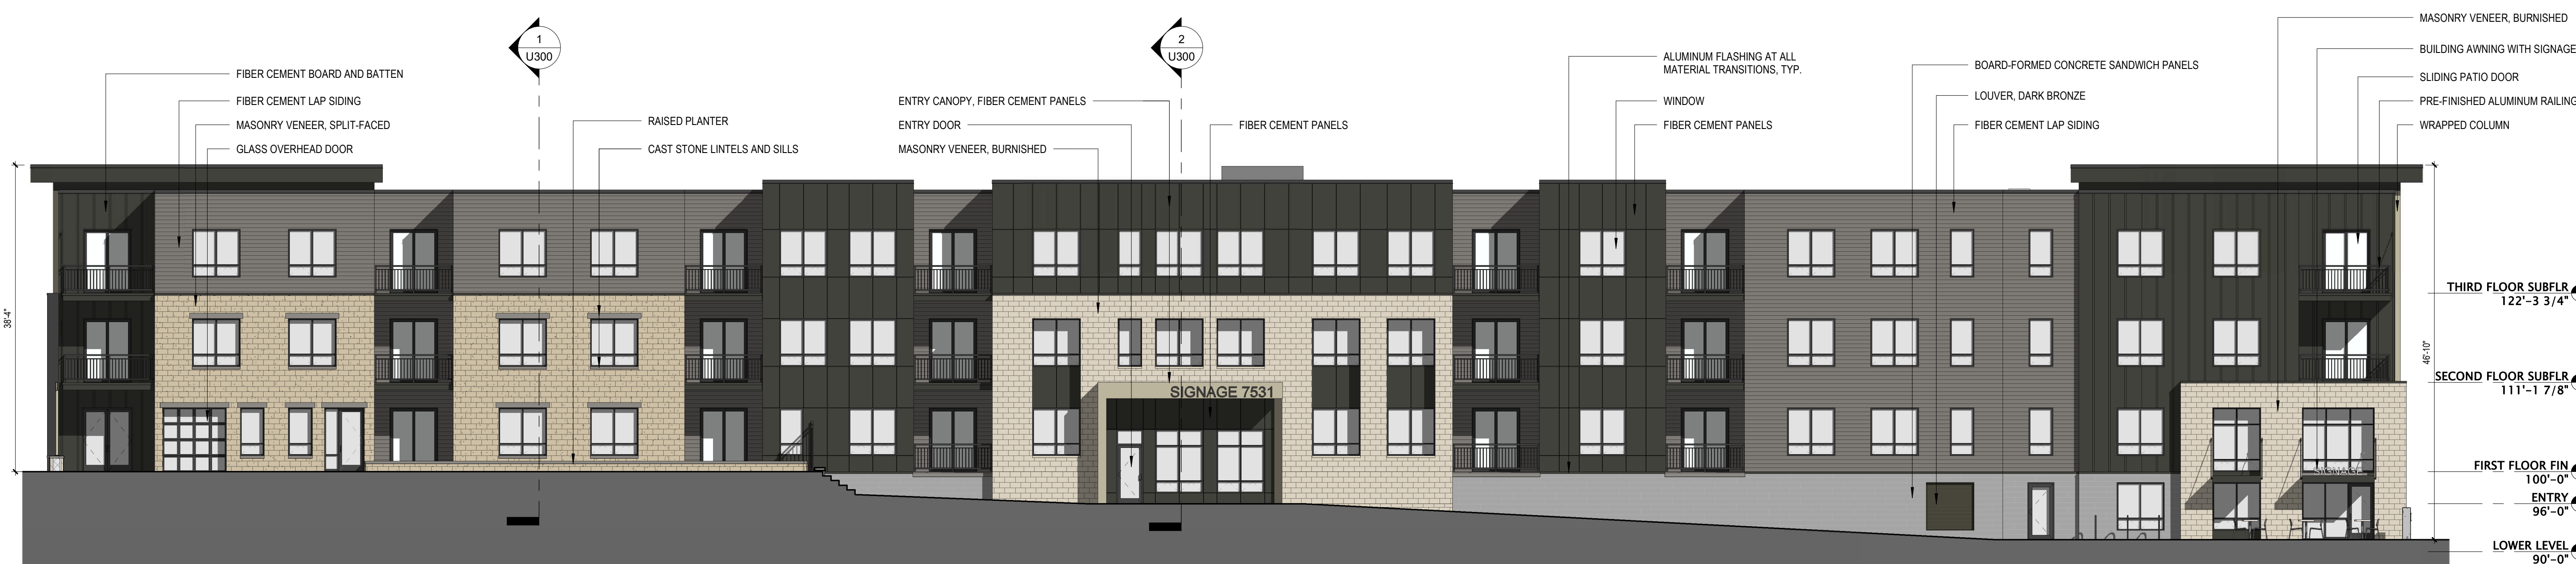 1
U300
2
U300
FIBER CEMENT BOARD AND BATTEN
FIBER CEMENT LAP SIDING
MASONRY VENEER, SPLIT-FACED
GLASS OVERHEAD DOOR
RAISED PLANTER
CAST STONE LINTELS AND SILLS
ENTRY CANOPY, FIBER CEMENT PANELS
ENTRY DOOR
MASONRY VENEER, BURNISHED
FIBER CEMENT PANELS
ALUMINUM FLASHING AT ALL
MATERIAL TRANSITIONS, TYP.
WINDOW
FIBER CEMENT PANELS
BOARD-FORMED CONCRETE SANDWICH PANELS
LOUVER, DARK BRONZE
FIBER CEMENT LAP SIDING
MASONRY VENEER, BURNISHED
BUILDING AWNING WITH SIGNAGE
SLIDING PATIO DOOR
PRE-FINISHED ALUMINUM RAILING
WRAPPED COLUMN
38'-4"
SIGNAGE 7531
SIGNAGE
46'-10"
THIRD FLOOR SUBFLR
122'-3 3/4"
SECOND FLOOR SUBFLR
111'-1 7/8"
FIRST FLOOR FIN
100'-0"
ENTRY
96'-0"
LOWER LEVEL
90'-0"